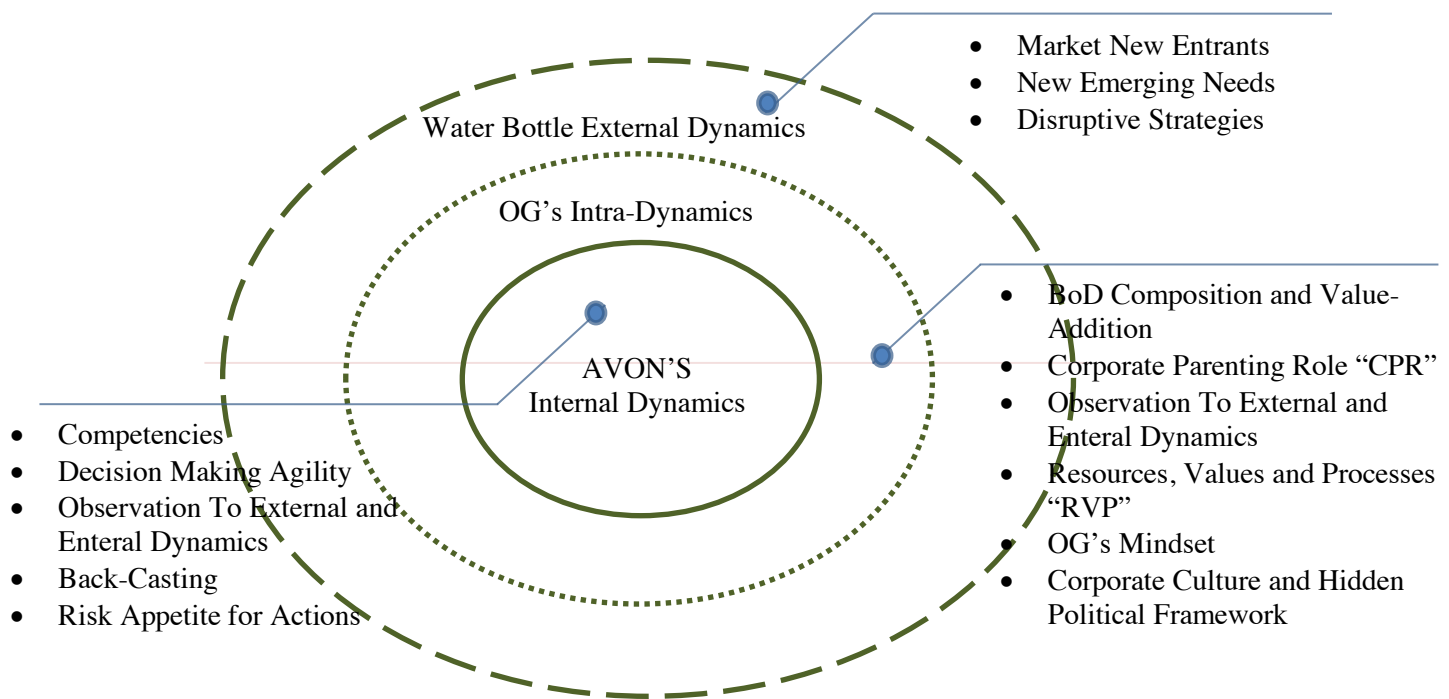 • Market New Entrants
• New Emerging Needs
• Disruptive Strategies
Water Bottle External Dynamics
OG’s Intra-Dynamics
AVON’S
Internal Dynamics
• BoD Composition and Value-
Addition
• Corporate Parenting Role “CPR”
• Observation To External and
Enteral Dynamics
• Resources, Values and Processes
“RVP”
• OG’s Mindset
• Corporate Culture and Hidden
Political Framework
• Competencies
• Decision Making Agility
• Observation To External and
Enteral Dynamics
• Back-Casting
• Risk Appetite for Actions